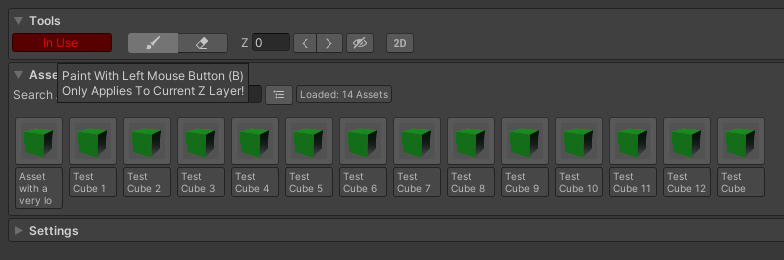 Tools
In Use
Z 0
2D
Paint With Left Mouse Button (B)
Only Applies To Current Z Layer!
Asse
Search
Loaded: 14 Assets
Asset with a very lo
Test Cube 1
Test Cube 2
Test Cube 3
Test Cube 4
Test Cube 5
Test Cube 6
Test Cube 7
Test Cube 8
Test Cube 9
Test Cube 10
Test Cube 11
Test Cube 12
Test Cube
Settings